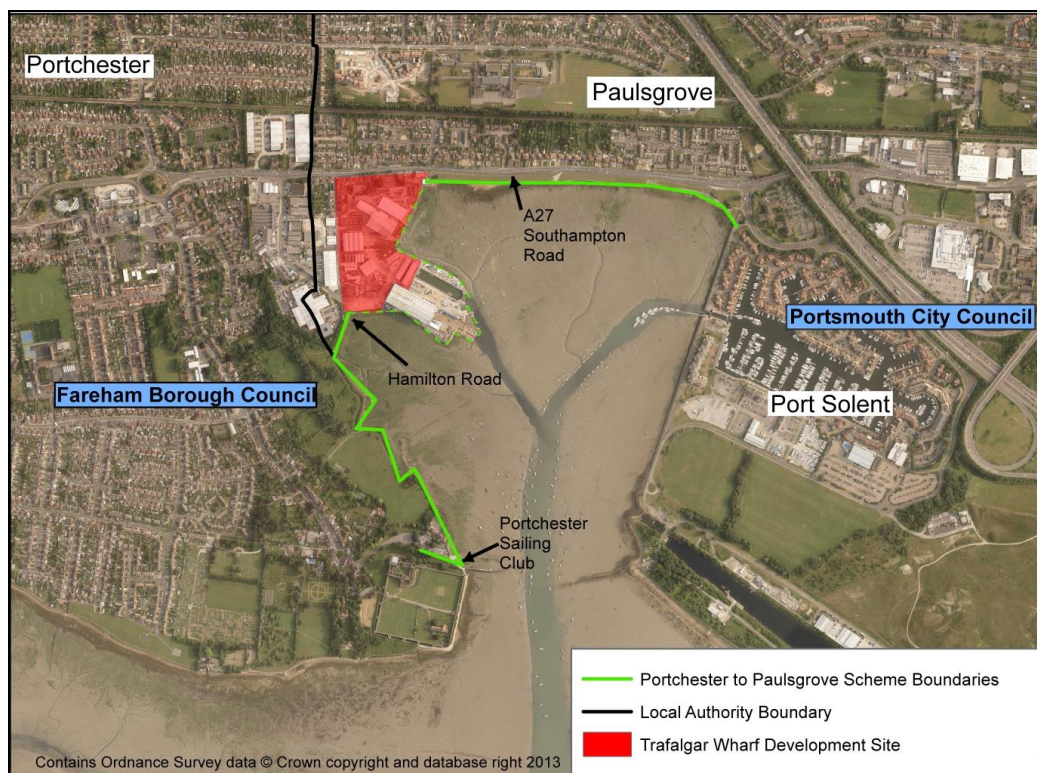 Portchester
Paulsgrove
A27
Southampton
Road
Portsmouth City Council
Hamilton Road
Fareham Borough Council
Port Solent
Portchester
Sailing
Club
Portchester to Paulsgrove Scheme Boundaries
Local Authority Boundary
Trafalgar Wharf Development Site
Contains Ordnance Survey data © Crown copyright and database right 2013